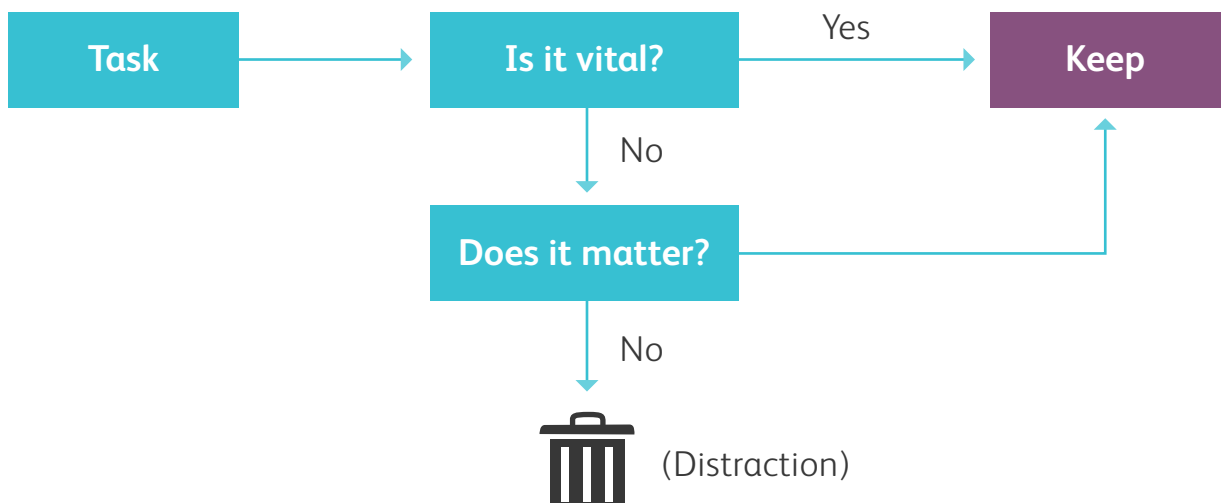 Task
Is it vital?
Yes
Keep
No
Does it matter?
No
(Distraction)